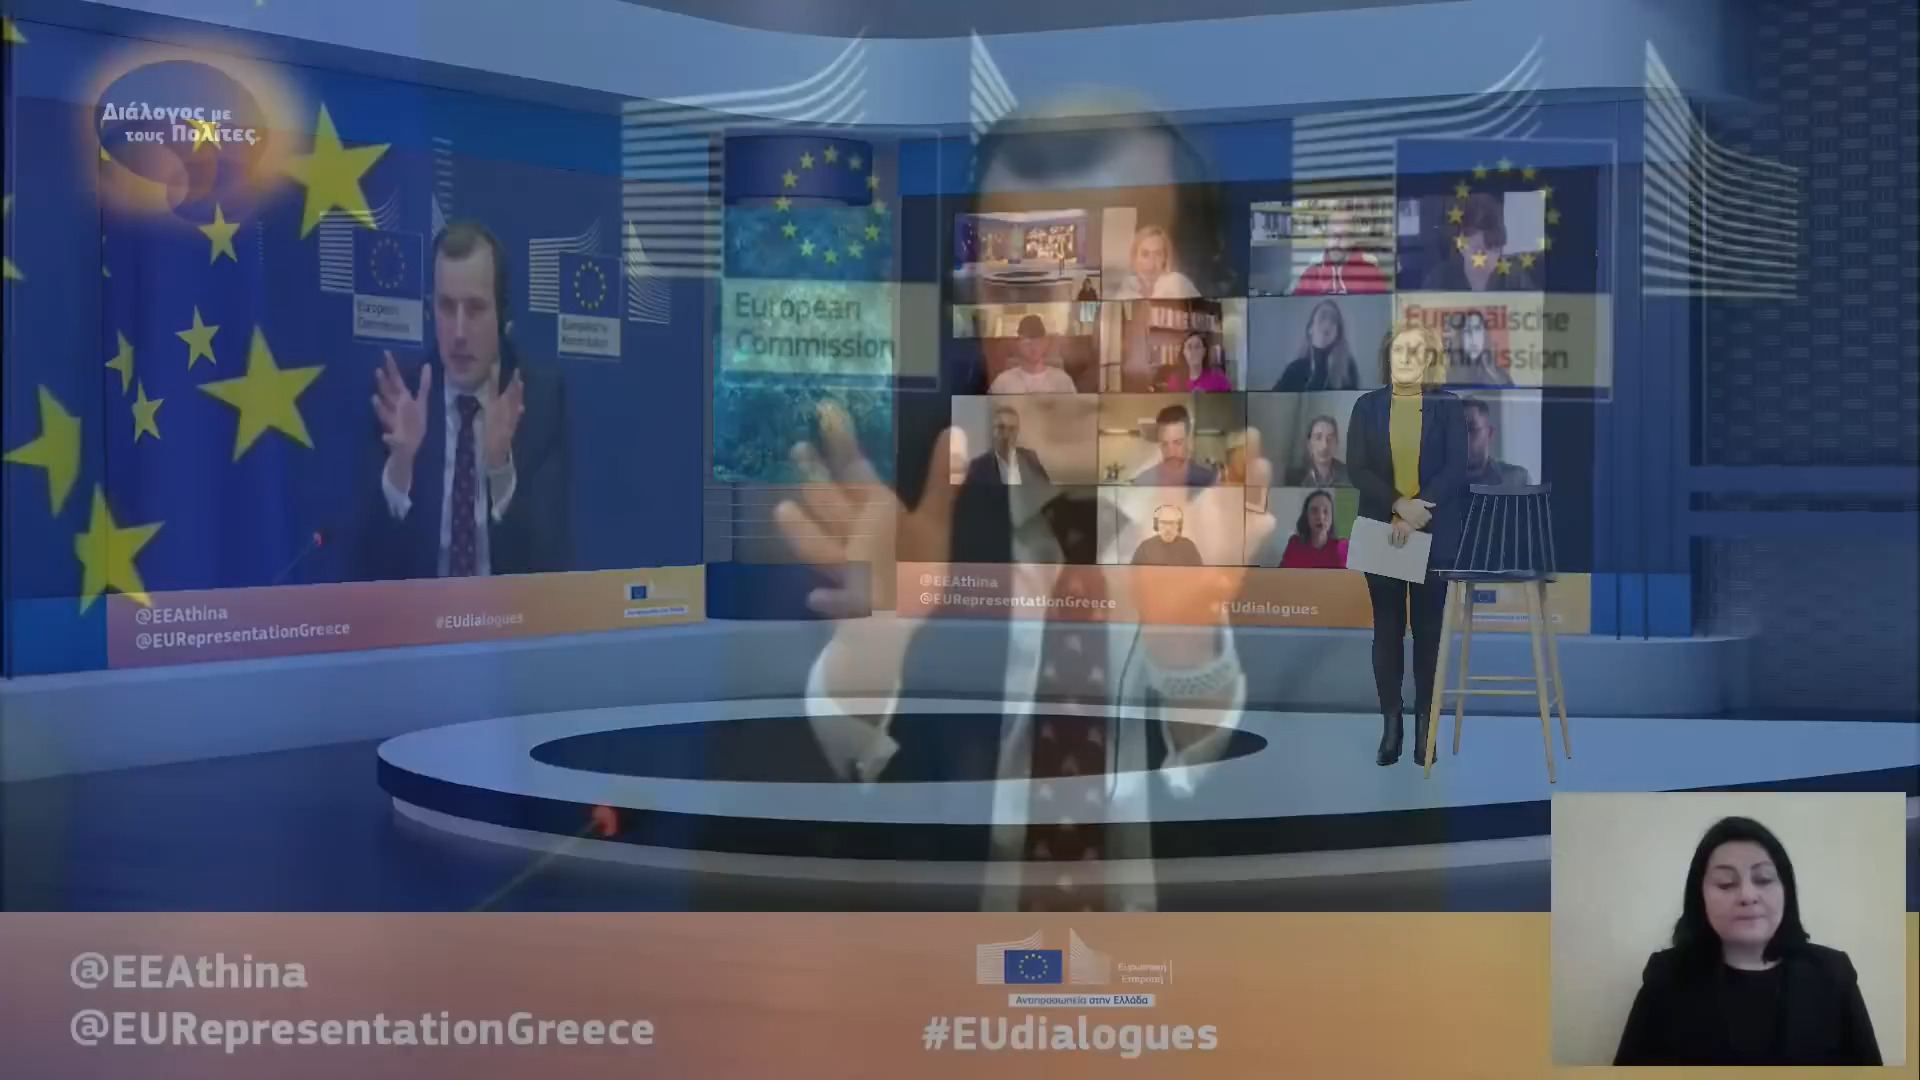 Διάλογος με
τους Πολίτες
European
Commission
European
Commission
Europäische
Kommission
@EEAthina
@EURepresentationGreece
#EUdialogues
@EEAthina
@EURepresentationGreece
#EUdialogues
@EEAthina
@EURepresentationGreece
Ευρωπαϊκή
Επιτροπή
Αντιπροσωπεία στην Ελλάδα
#EUdialogues